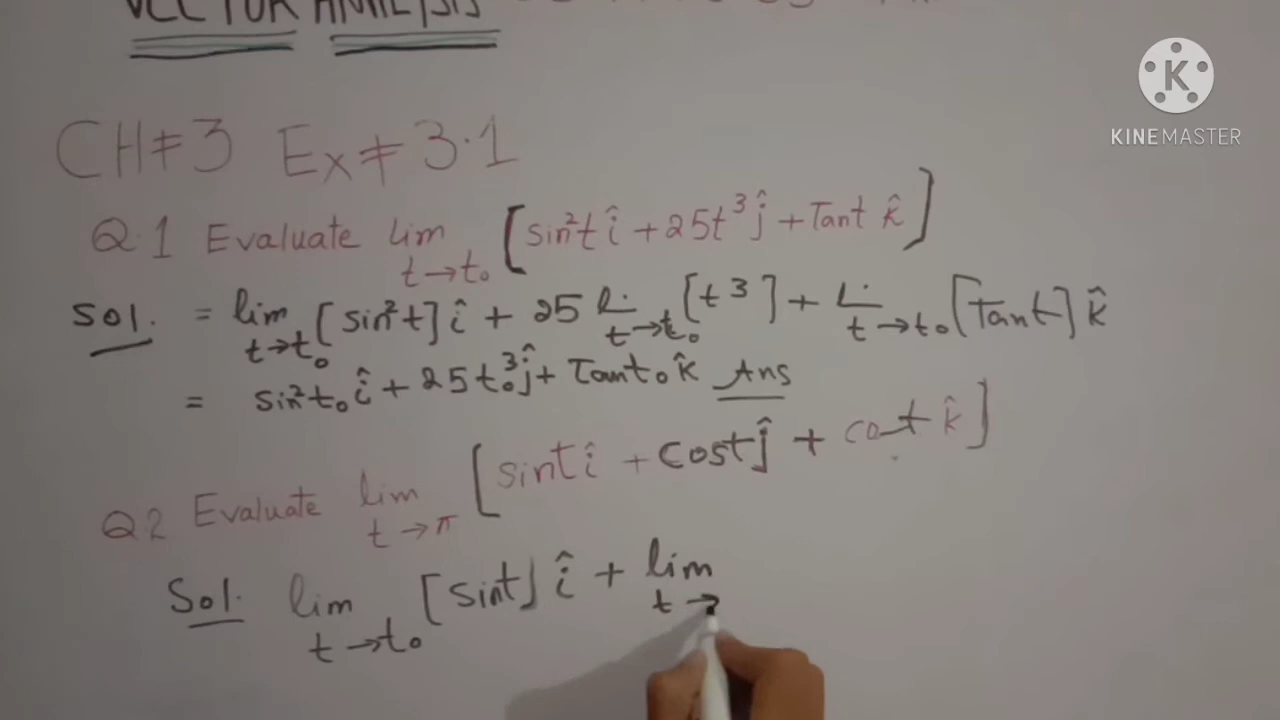 VECTOR ANALYSIS
KINEMASTER
CH≠3 Ex≠3.1
Q.1 Evaluate lim t→t₀ [sin²t î + 25t³ ĵ + Tant k̂]
Sol. = lim t→t₀ [sin²t] î + 25 Li t→t₀ [t³] + Li t→t₀ [Tant] k̂
= sin²t₀ î + 25t₀³ ĵ + Tant₀ k̂ Ans
Q2 Evaluate lim t→π [sint î + cost ĵ + cot k̂]
Sol. lim t→t₀ [sint] î + lim t→